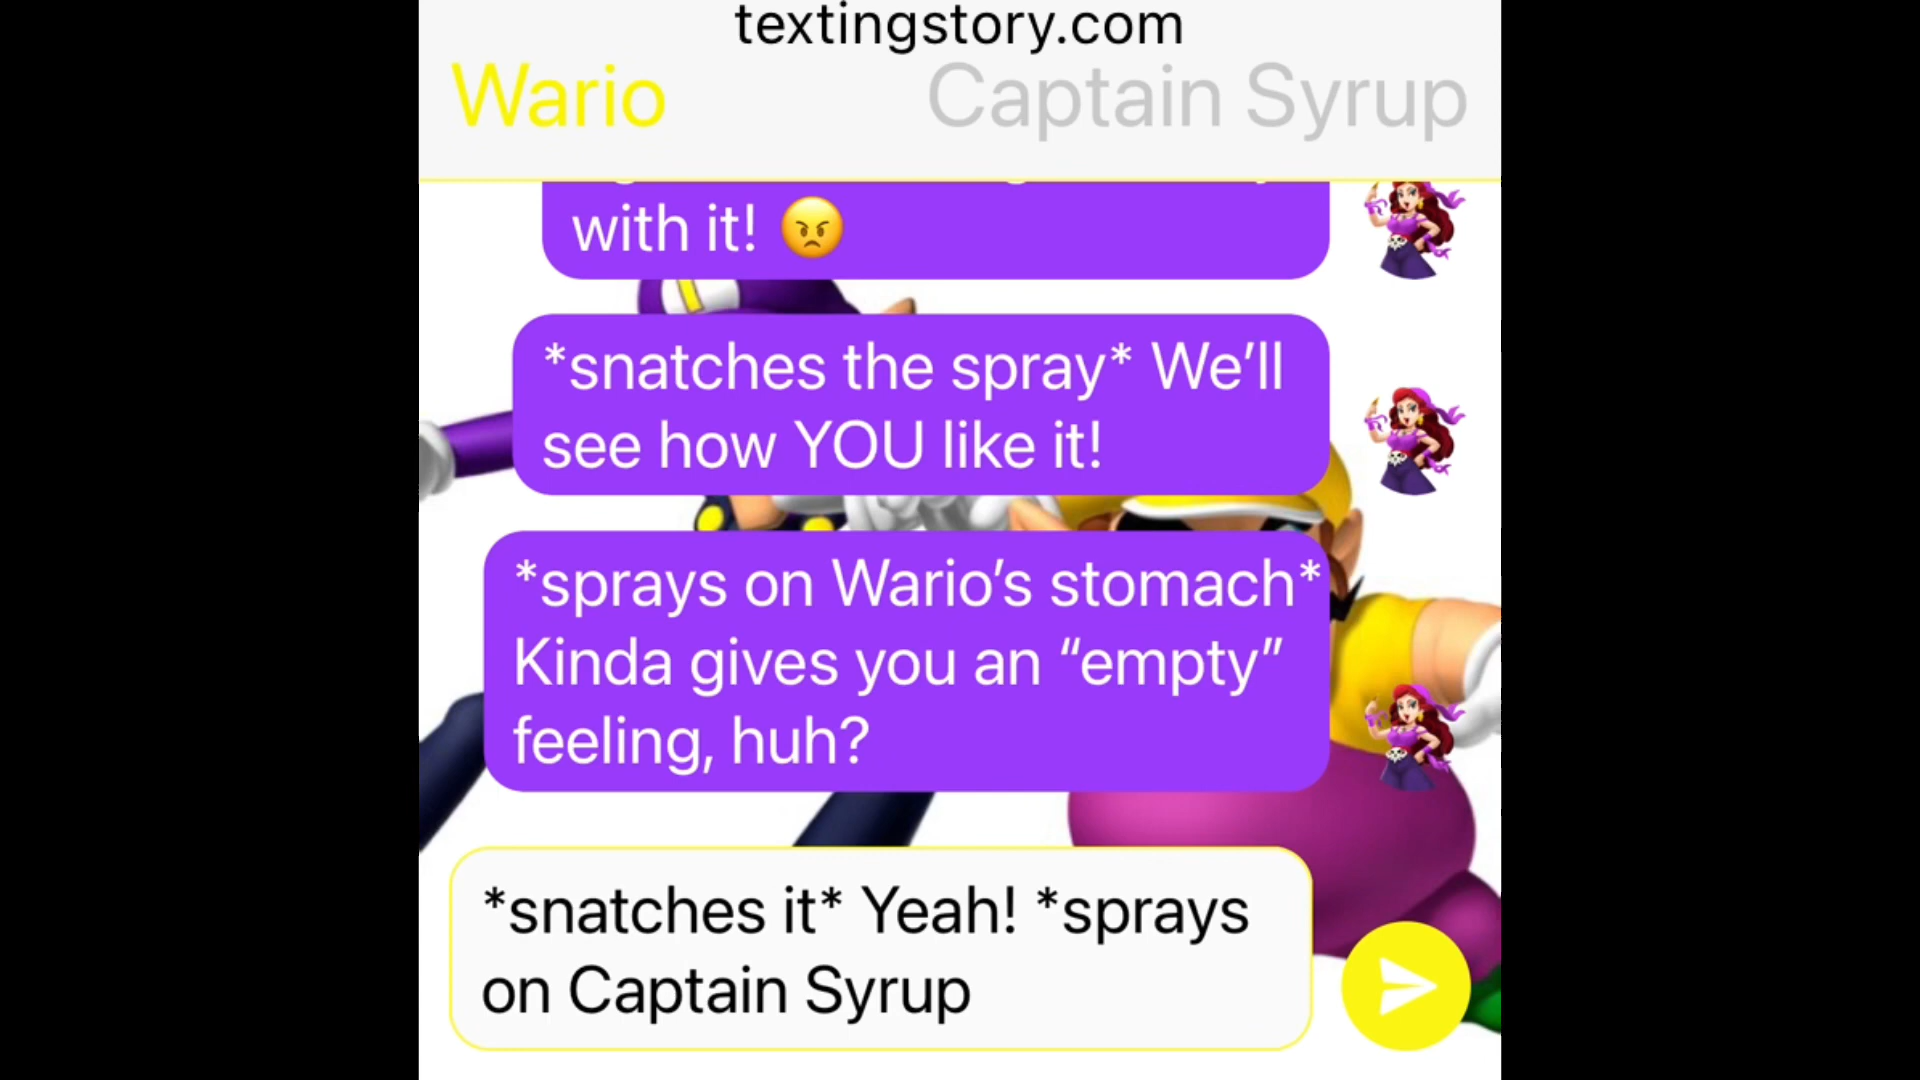 textingstory.com
Wario
Captain Syrup
with it! 😠
*snatches the spray* We’ll
see how YOU like it!
*sprays on Wario’s stomach*
Kinda gives you an “empty”
feeling, huh?
*snatches it* Yeah! *sprays
on Captain Syrup